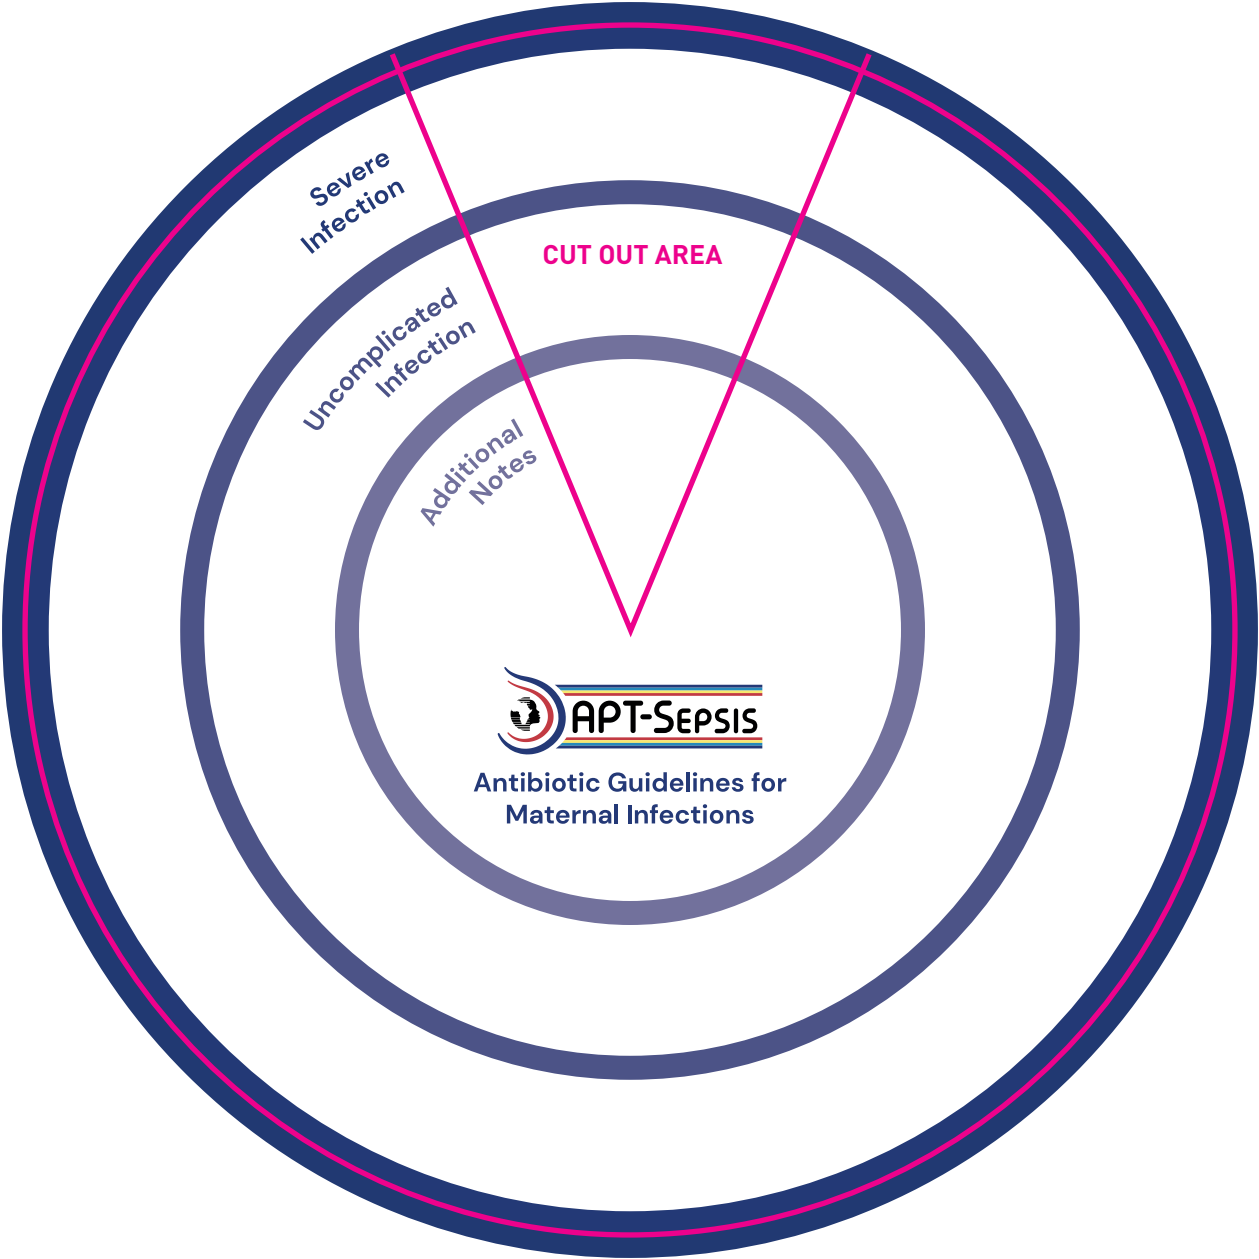 Severe
Infection
CUT OUT AREA
Uncomplicated
Infection
Additional
Notes
APT-SEPSIS
Antibiotic Guidelines for
Maternal Infections